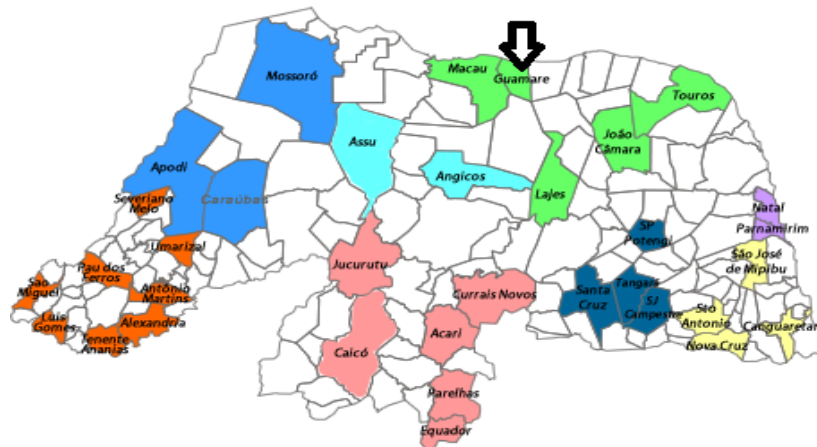 Mossoró
Macau
Guamare
Touros
Assu
João
Câmara
Apodi
Angicos
Lajes
Caraúbas
Severiano
Melo
Natal
Parnamirim
SP
Potengi
Umarizal
São José
de Mipibu
Jucurutu
Pau dos
Ferros
São
Miguel
Antônio
Martins
Currais Novos
Santa
Cruz
Tangará
SJ
Campestre
Sto
Antonio
Luis
Gomes
Alexandria
Canguaretama
Tenente
Ananias
Acari
Nova Cruz
Caicó
Parelhas
Equador